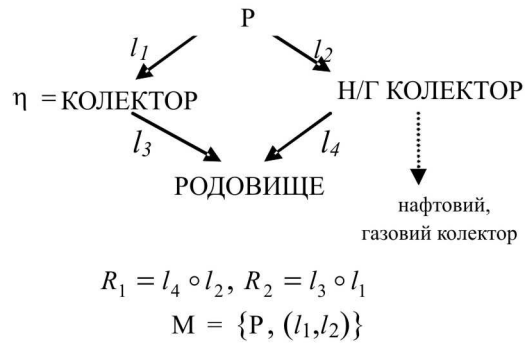 P
l₁ l₂
η = КОЛЕКТОР Н/Г КОЛЕКТОР
l₃ l₄
РОДОВИЩЕ
нафтовий,
газовий колектор
R₁ = l₄ ∘ l₂, R₂ = l₃ ∘ l₁
M = {P, (l₁,l₂)}